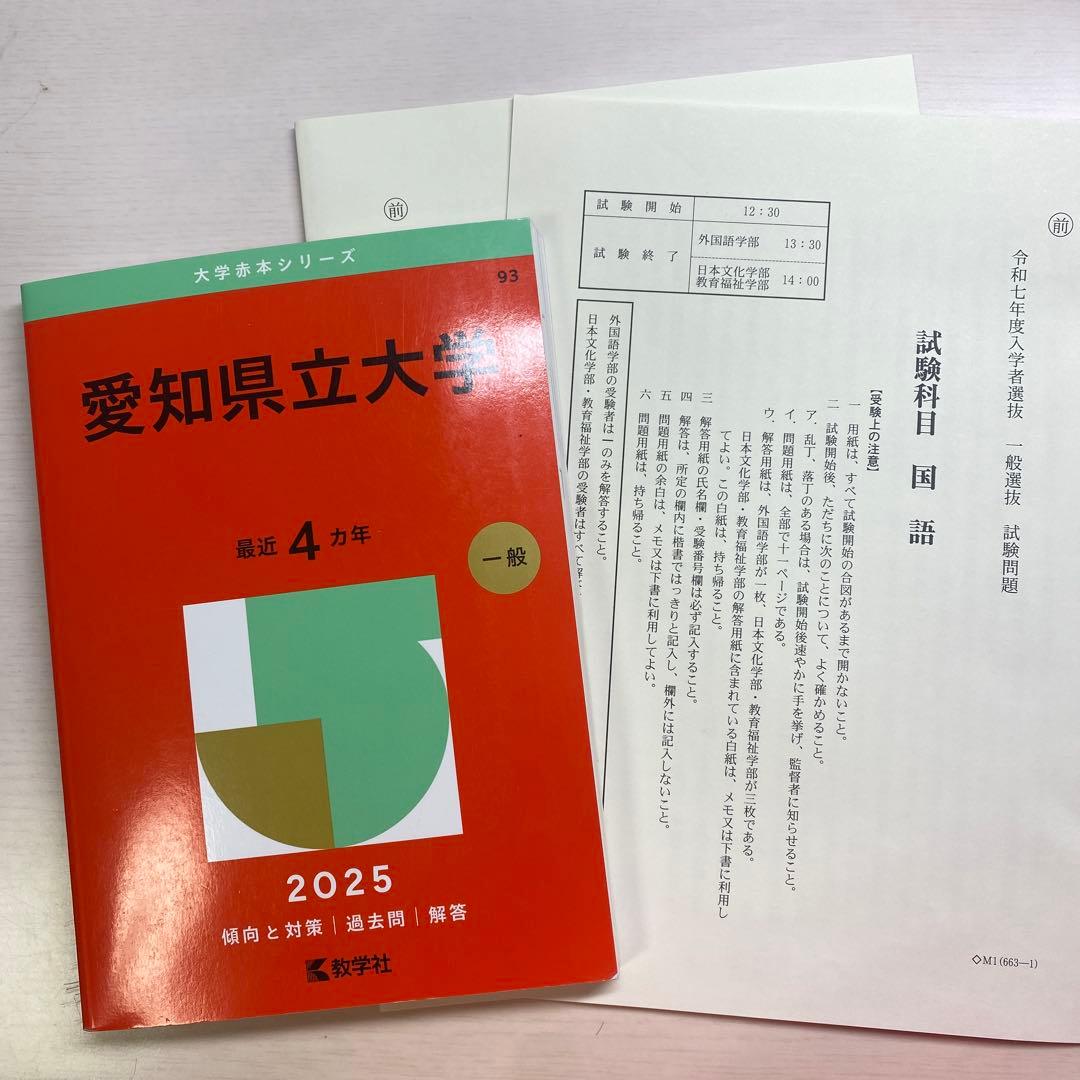 大学赤本シリーズ
93
愛知県立大学
最近4カ年
一般
2025
傾向と対策|過去問|解答
教学社
前
前
令和七年度入学者選抜 一般選抜 試験問題
試験科目 国語
試験開始 12：30
試験終了 外国語学部 13：30
日本文化学部
教育福祉学部 14：00
【受験上の注意】
一 用紙は、すべて試験開始の合図があるまで開かないこと。
二 試験開始後、ただちに次のことについて、よく確かめること。
ア．乱丁、落丁のある場合は、試験開始後速やかに手を挙げ、監督者に知らせること。
イ．問題用紙は、全部で十一ページである。
ウ．解答用紙は、外国語学部が一枚、日本文化学部・教育福祉学部が三枚である。
日本文化学部・教育福祉学部の解答用紙に含まれている白紙は、メモ又は下書に利用し
てよい。この白紙は、持ち帰ること。
三 解答用紙の氏名欄・受験番号欄は必ず記入すること。
四 解答は、所定の欄内に楷書ではっきりと記入し、欄外には記入しないこと。
五 問題用紙の余白は、メモ又は下書に利用してよい。
六 問題用紙は、持ち帰ること。
外国語学部の受験者は一のみを解答すること。
日本文化学部・教育福祉学部の受験者はすべて解
◇M1(663―1)